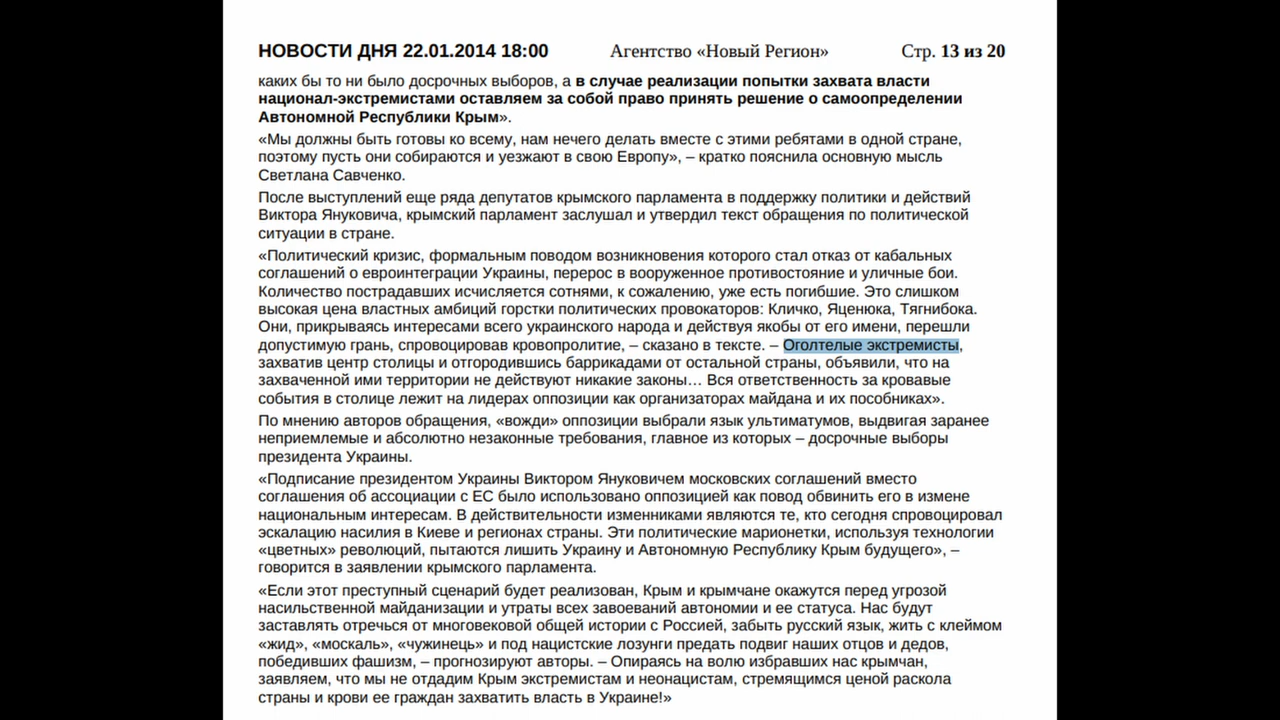 НОВОСТИ ДНЯ 22.01.2014 18:00 Агентство «Новый Регион» Стр. 13 из 20
каких бы то ни было досрочных выборов, а в случае реализации попытки захвата власти
национал-экстремистами оставляем за собой право принять решение о самоопределении
Автономной Республики Крым».
«Мы должны быть готовы ко всему, нам нечего делать вместе с этими ребятами в одной стране,
поэтому пусть они собираются и уезжают в свою Европу», – кратко пояснила основную мысль
Светлана Савченко.
После выступлений еще ряда депутатов крымского парламента в поддержку политики и действий
Виктора Януковича, крымский парламент заслушал и утвердил текст обращения по политической
ситуации в стране.
«Политический кризис, формальным поводом возникновения которого стал отказ от кабальных
соглашений о евроинтеграции Украины, перерос в вооруженное противостояние и уличные бои.
Количество пострадавших исчисляется сотнями, к сожалению, уже есть погибшие. Это слишком
высокая цена властных амбиций горстки политических провокаторов: Кличко, Яценюка, Тягнибока.
Они, прикрываясь интересами всего украинского народа и действуя якобы от его имени, перешли
допустимую грань, спровоцировав кровопролитие, – сказано в тексте. – Оголтелые экстремисты,
захватив центр столицы и отгородившись баррикадами от остальной страны, объявили, что на
захваченной ими территории не действуют никакие законы… Вся ответственность за кровавые
события в столице лежит на лидерах оппозиции как организаторах майдана и их пособниках».
По мнению авторов обращения, «вожди» оппозиции выбрали язык ультиматумов, выдвигая заранее
неприемлемые и абсолютно незаконные требования, главное из которых – досрочные выборы
президента Украины.
«Подписание президентом Украины Виктором Януковичем московских соглашений вместо
соглашения об ассоциации с ЕС было использовано оппозицией как повод обвинить его в измене
национальным интересам. В действительности изменниками являются те, кто сегодня спровоцировал
эскалацию насилия в Киеве и регионах страны. Эти политические марионетки, используя технологии
«цветных» революций, пытаются лишить Украину и Автономную Республику Крым будущего», –
говорится в заявлении крымского парламента.
«Если этот преступный сценарий будет реализован, Крым и крымчане окажутся перед угрозой
насильственной майданизации и утраты всех завоеваний автономии и ее статуса. Нас будут
заставлять отречься от многовековой общей истории с Россией, забыть русский язык, жить с клеймом
«жид», «москаль», «чужинець» и под нацистские лозунги предать подвиг наших отцов и дедов,
победивших фашизм, – прогнозируют авторы. – Опираясь на волю избравших нас крымчан,
заявляем, что мы не отдадим Крым экстремистам и неонацистам, стремящимся ценой раскола
страны и крови ее граждан захватить власть в Украине!»